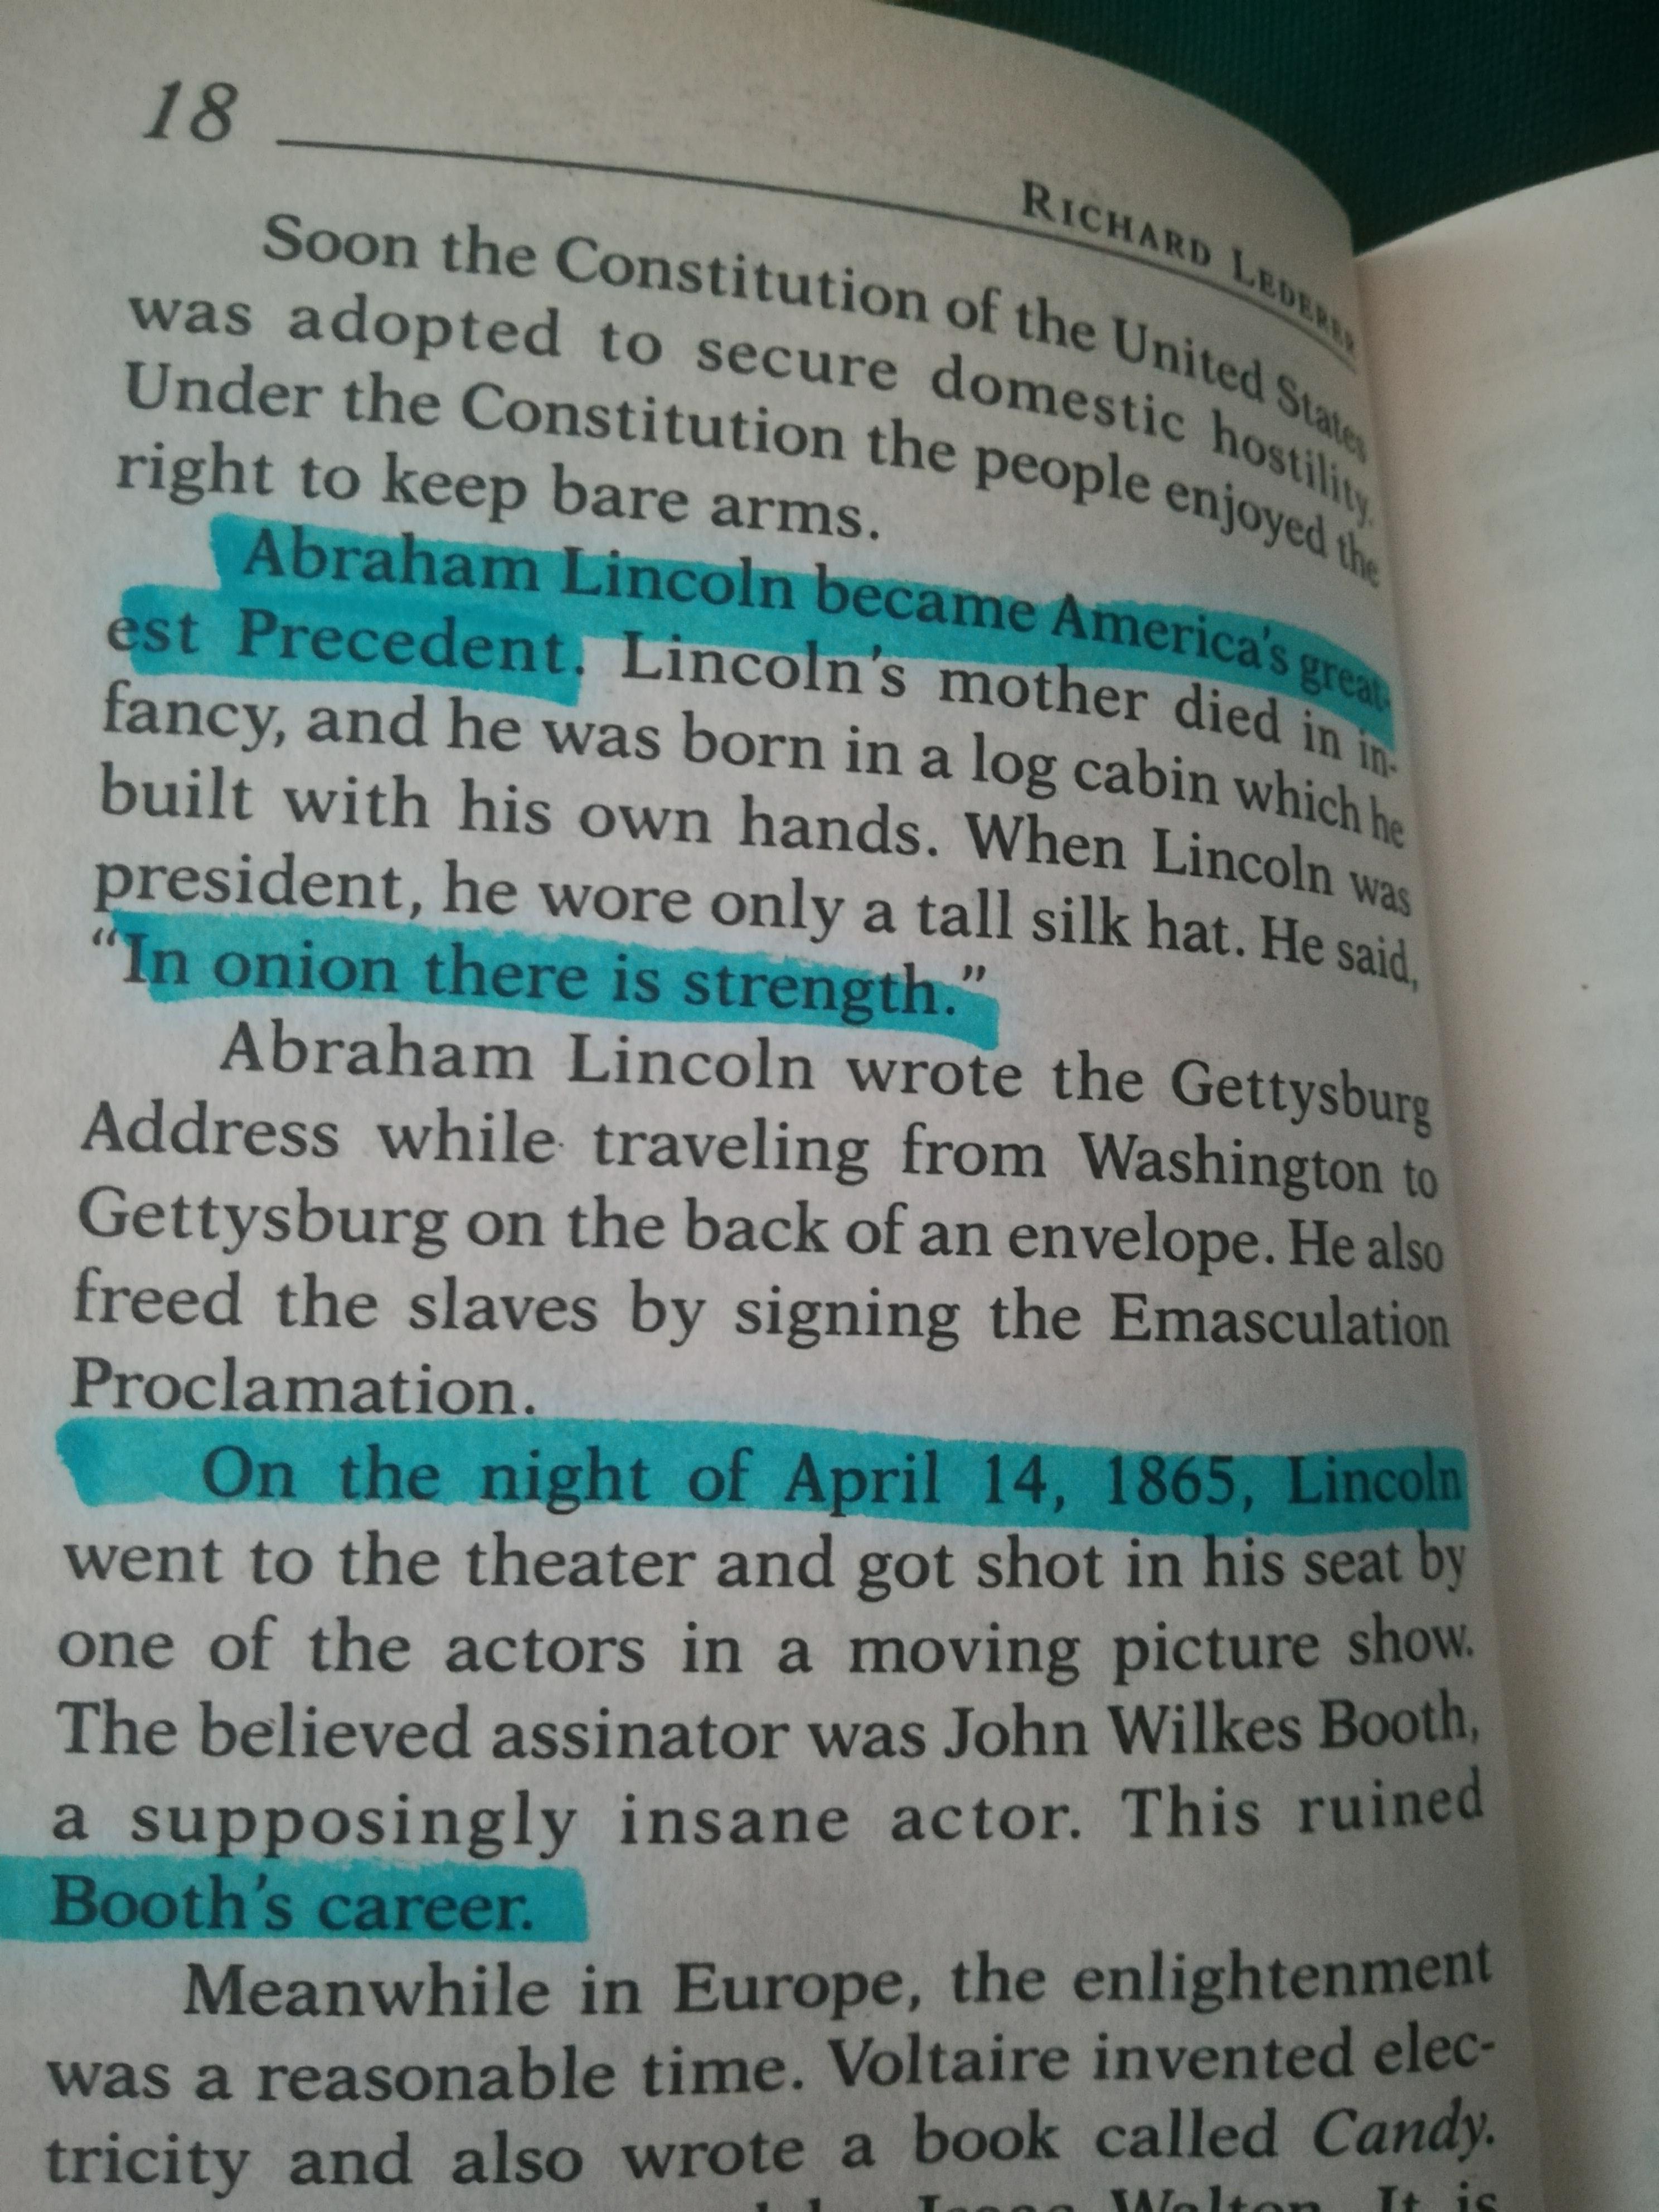 18
RICHARD LEDERER
Soon the Constitution of the United States
was adopted to secure domestic hostility.
Under the Constitution the people enjoyed the
right to keep bare arms.
Abraham Lincoln became America's great-
est Precedent. Lincoln's mother died in in-
fancy, and he was born in a log cabin which he
built with his own hands. When Lincoln was
president, he wore only a tall silk hat. He said,
“In onion there is strength.”
Abraham Lincoln wrote the Gettysburg
Address while traveling from Washington to
Gettysburg on the back of an envelope. He also
freed the slaves by signing the Emasculation
Proclamation.
On the night of April 14, 1865, Lincoln
went to the theater and got shot in his seat by
one of the actors in a moving picture show.
The believed assinator was John Wilkes Booth,
a supposingly insane actor. This ruined
Booth's career.
Meanwhile in Europe, the enlightenment
was a reasonable time. Voltaire invented elec-
tricity and also wrote a book called Candy.
Isaac Walton. It is